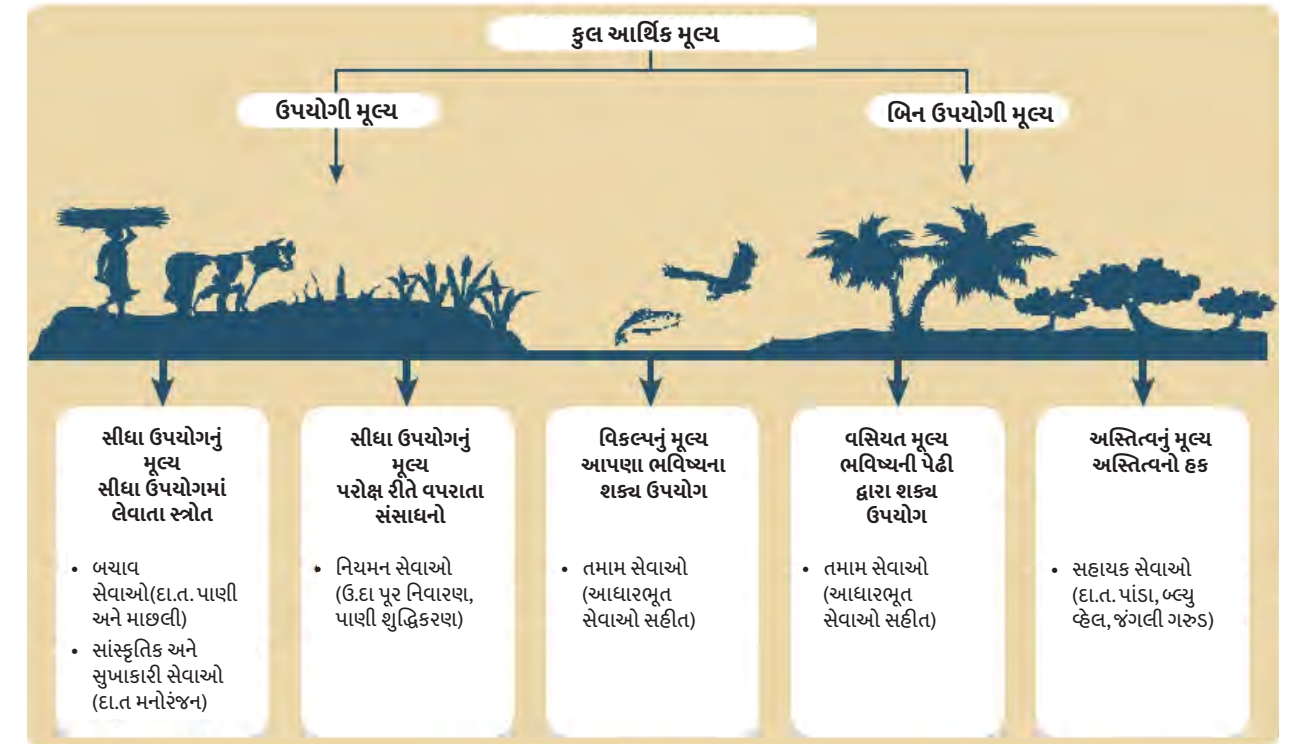 કુલ આર્થિક મૂલ્ય
ઉપયોગી મૂલ્ય
બિન ઉપયોગી મૂલ્ય
સીધા ઉપયોગનું
મૂલ્ય
સીધા ઉપયોગમાં
લેવાતા સ્ત્રોત
• બચાવ
સેવાઓ(દા.ત. પાણી
અને માછલી)
• સાંસ્કૃતિક અને
સુખાકારી સેવાઓ
(દા.ત મનોરંજન)
સીધા ઉપયોગનું
મૂલ્ય
પરોક્ષ રીતે વપરાતા
સંસાધનો
• નિયમન સેવાઓ
(ઉ.દા પૂર નિવારણ,
પાણી શુદ્ધિકરણ)
વિકલ્પનું મૂલ્ય
આપણા ભવિષ્યના
શક્ય ઉપયોગ
• તમામ સેવાઓ
(આધારભૂત
સેવાઓ સહીત)
વસિયત મૂલ્ય
ભવિષ્યની પેઢી
દ્વારા શક્ય
ઉપયોગ
• તમામ સેવાઓ
(આધારભૂત
સેવાઓ સહીત)
અસ્તિત્વનું મૂલ્ય
અસ્તિત્વનો હક
• સહાયક સેવાઓ
(દા.ત. પાંડા, બ્લ્યુ
વ્હેલ, જંગલી ગરુડ)